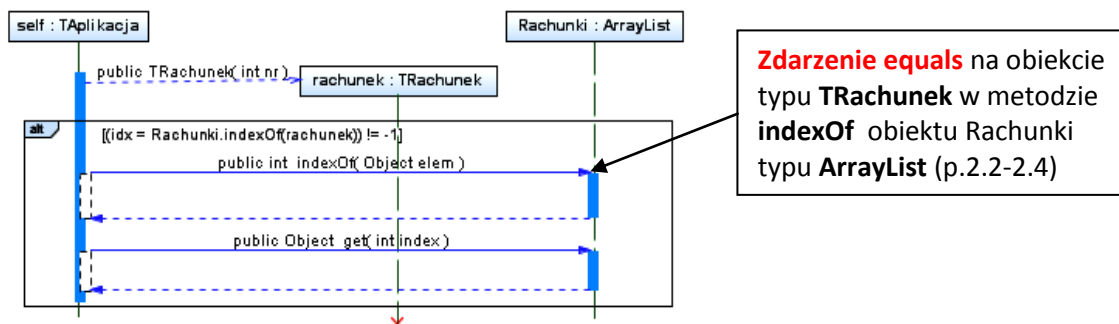 self : TAplikacja
Rachunki : ArrayList
public TRachunek( int nr )
rachunek : TRachunek
alt
[(idx = Rachunki.indexOf(rachunek)) != -1]
public int indexOf( Object elem )
public Object get( int index )
Zdarzenie equals na obiekcie
typu TRachunek w metodzie
indexOf obiektu Rachunki
typu ArrayList (p.2.2-2.4)